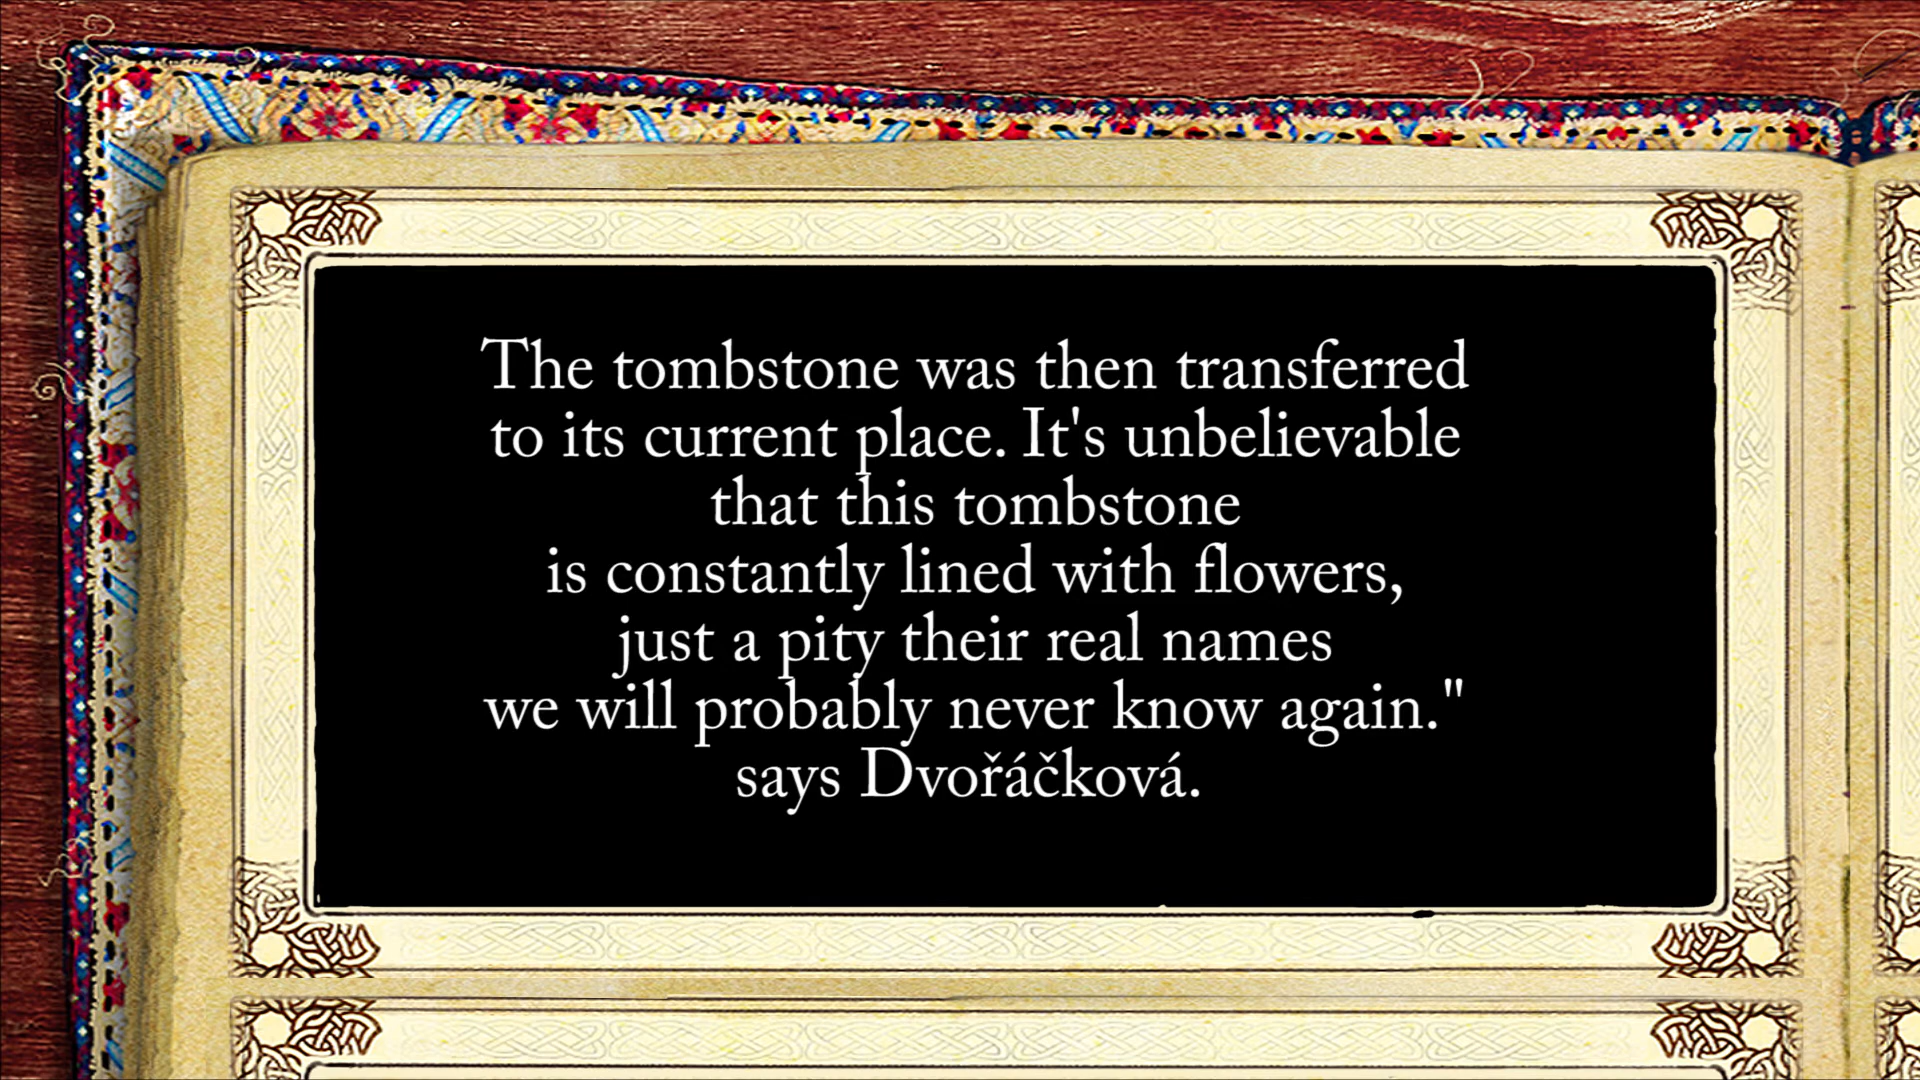 The tombstone was then transferred
to its current place. It's unbelievable
that this tombstone
is constantly lined with flowers,
just a pity their real names
we will probably never know again."
says Dvořáčková.